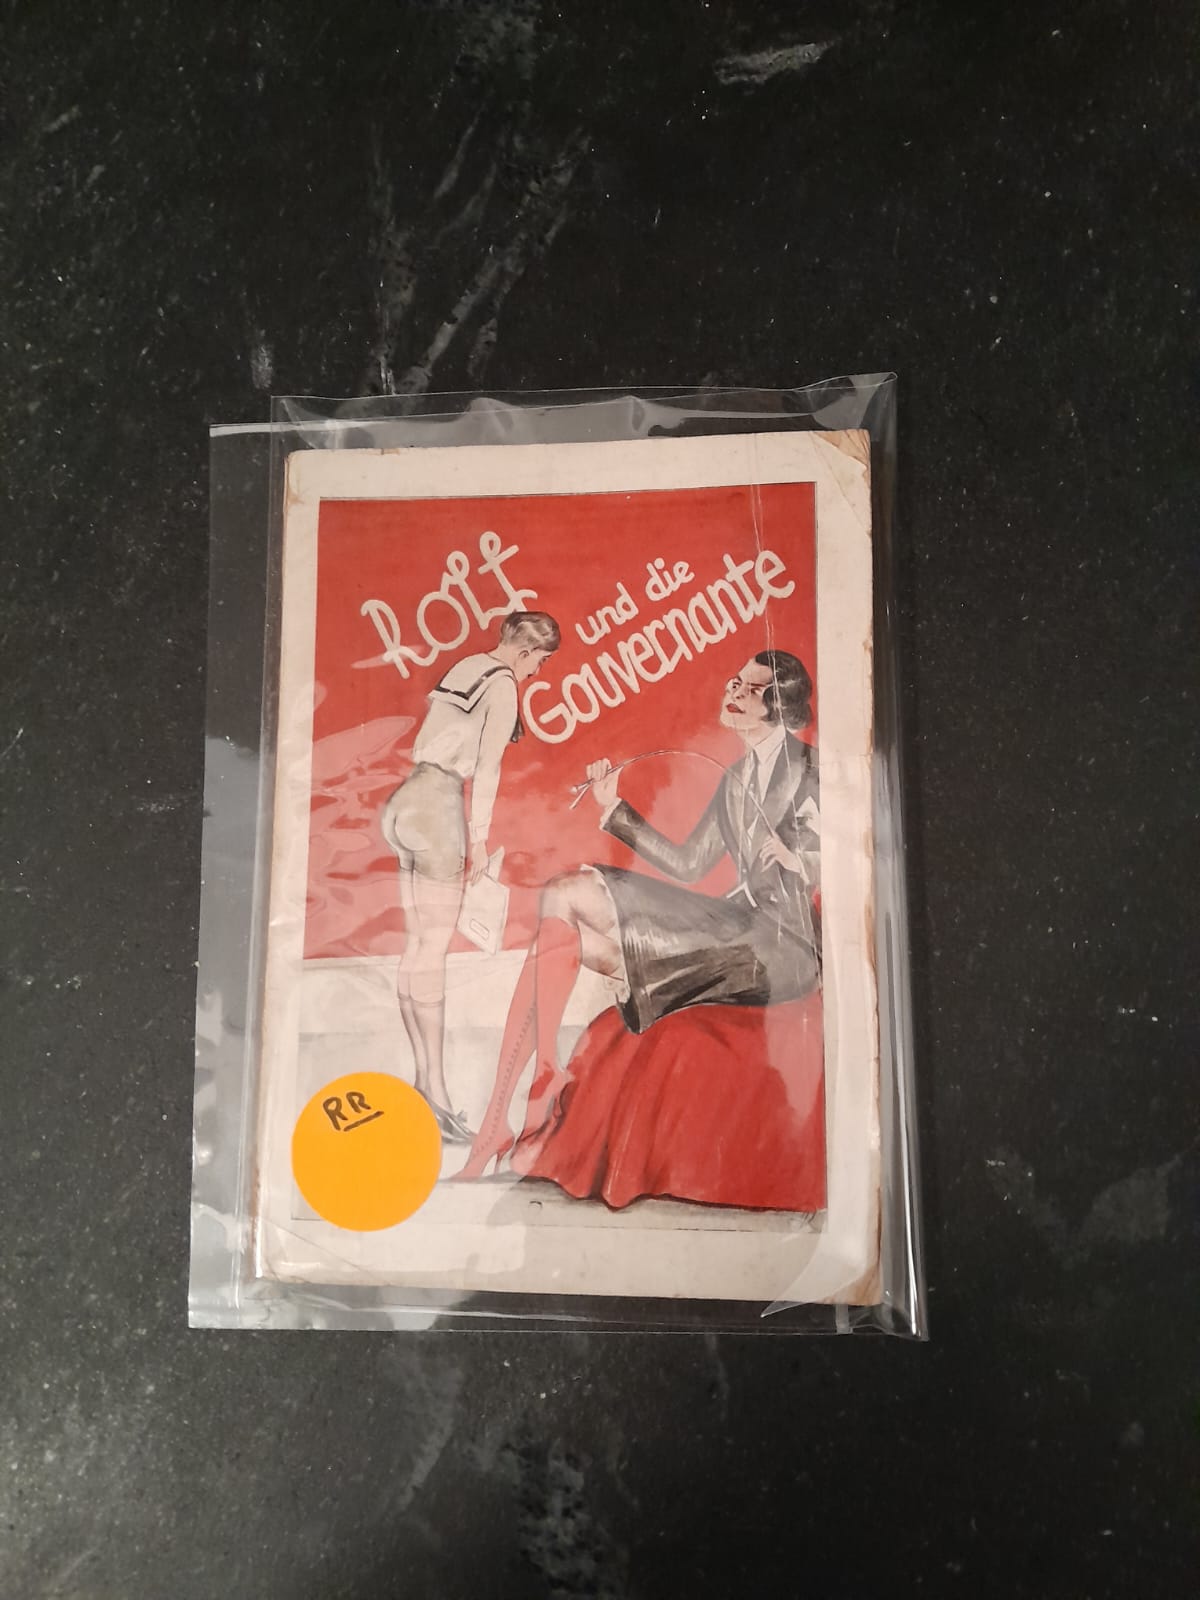 Rolf
und die
Gouvernante
RR